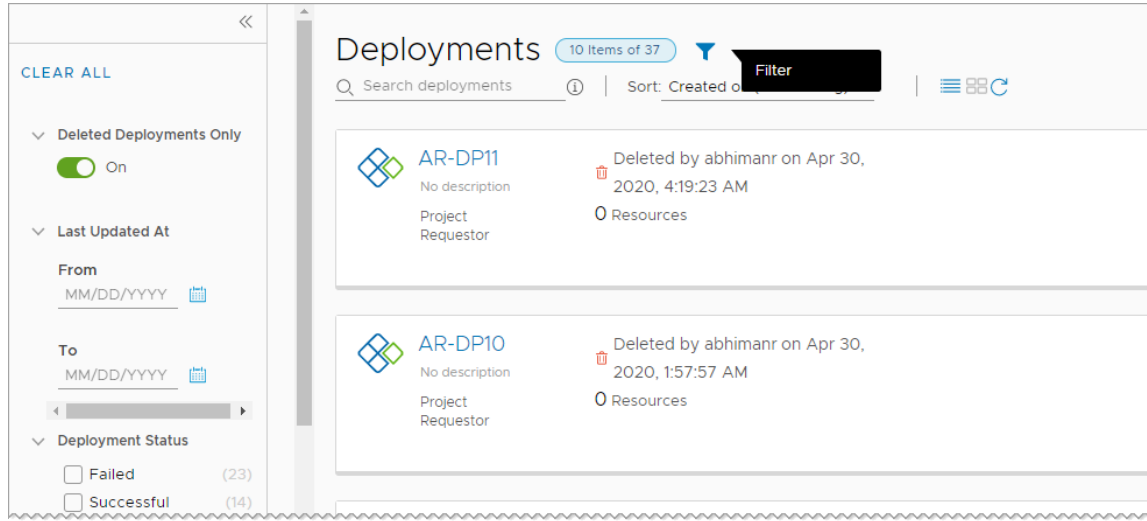 CLEAR ALL
Deleted Deployments Only
On
Last Updated At
From
MM/DD/YYYY
To
MM/DD/YYYY
Deployment Status
Failed (23)
Successful (14)
Deployments 10 Items of 37
Filter
Search deployments Sort: Created
AR-DP11
No description
Project
Requestor
Deleted by abhimanr on Apr 30,
2020, 4:19:23 AM
0 Resources
AR-DP10
No description
Project
Requestor
Deleted by abhimanr on Apr 30,
2020, 1:57:57 AM
0 Resources